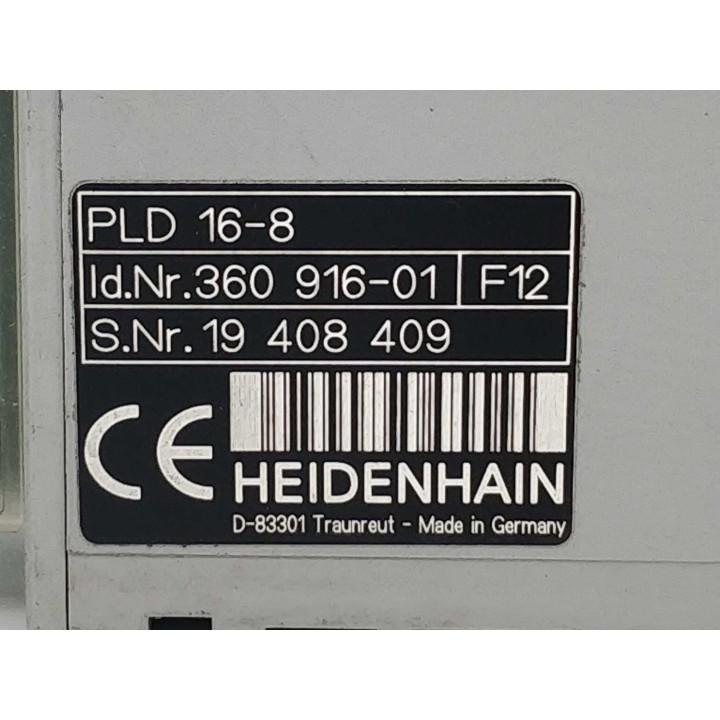 PLD 16-8
Id.Nr.360 916-01 F12
S.Nr.19 408 409
CE
HEIDENHAIN
D-83301 Traunreut - Made in Germany